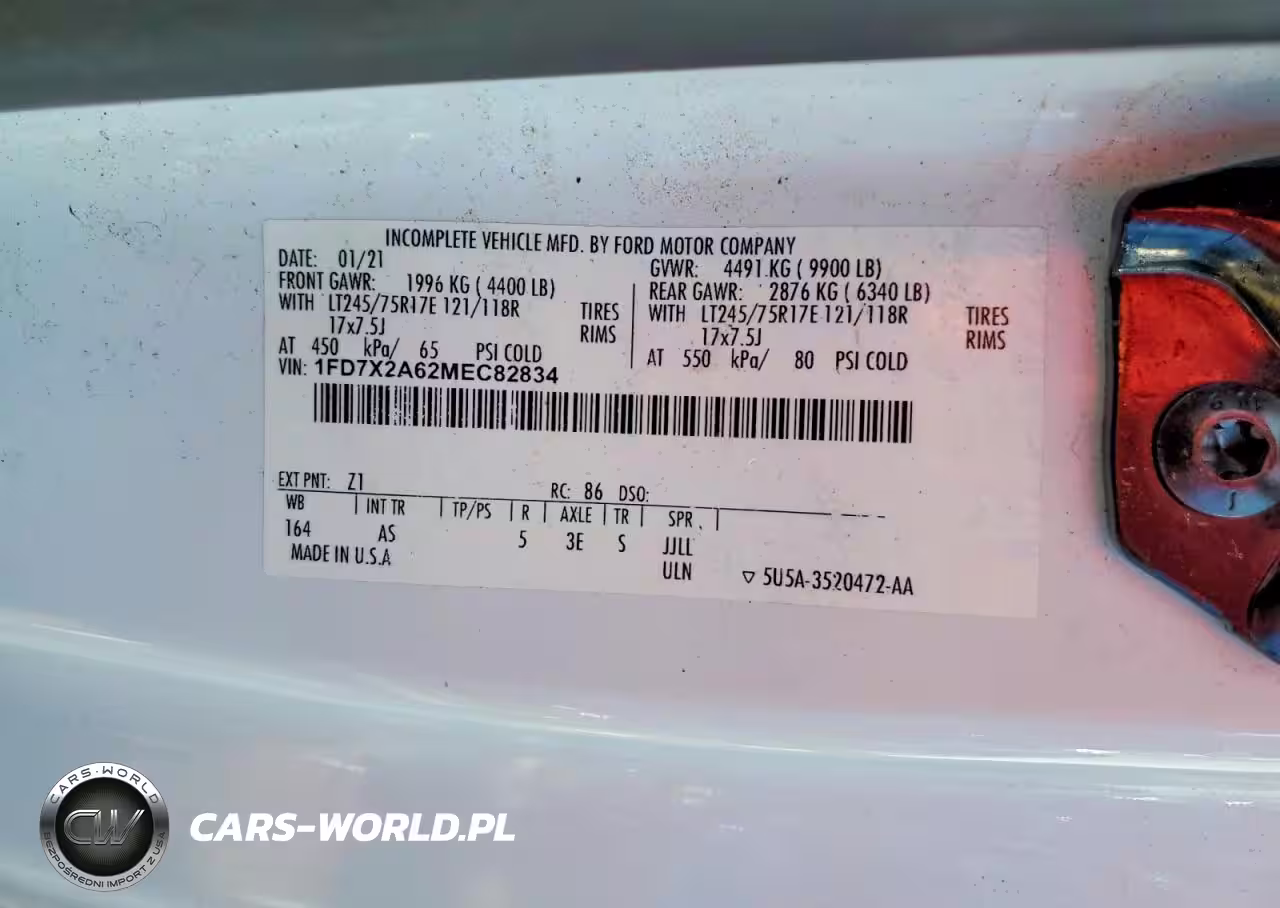 INCOMPLETE VEHICLE MFD. BY FORD MOTOR COMPANY
DATE: 01/21
GVWR: 4491 KG ( 9900 LB)
FRONT GAWR: 1996 KG ( 4400 LB)
REAR GAWR: 2876 KG ( 6340 LB)
WITH LT245/75R17E 121/118R TIRES
WITH LT245/75R17E 121/118R TIRES
17x7.5J RIMS
17x7.5J RIMS
AT 450 kPa/ 65 PSI COLD
AT 550 kPa/ 80 PSI COLD
VIN: 1FD7X2A62MEC82834
EXT PNT: Z1 RC: 86 DSO:
WB INT TR TP/PS R AXLE TR SPR
164 AS 5 3E S JJLL
MADE IN U.S.A ULN
▽ 5U5A-3520472-AA
CARS-WORLD
CW
BEZPOŚREDNI IMPORT Z USA
CARS-WORLD.PL